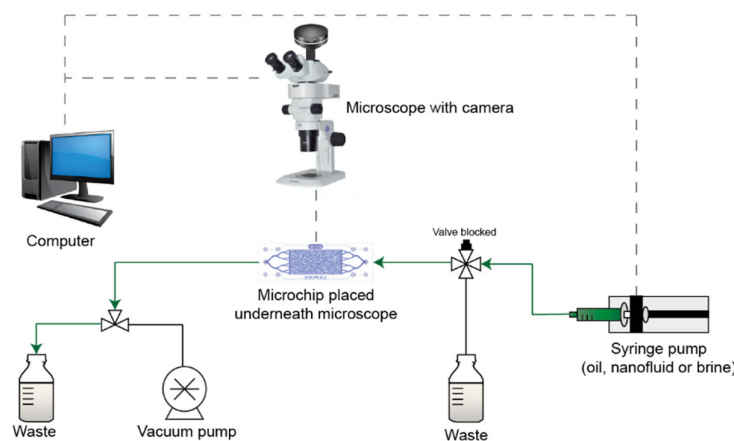 Microscope with camera
Computer
Valve blocked
Microchip placed
underneath microscope
Syringe pump
(oil, nanofluid or brine)
Waste
Vacuum pump
Waste